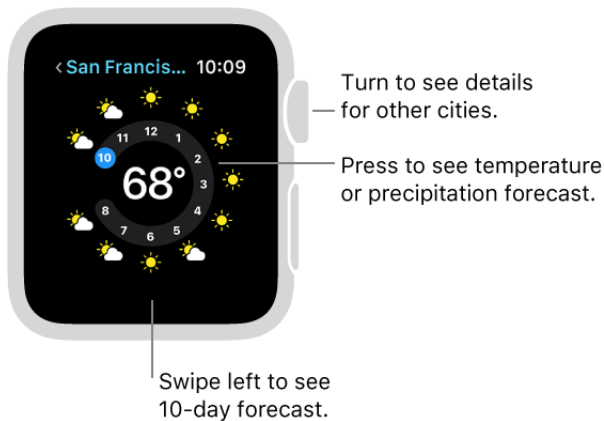 < San Francis... 10:09
11 12 1
10 2
68° 3
8 4
7 6 5
Turn to see details
for other cities.
Press to see temperature
or precipitation forecast.
Swipe left to see
10-day forecast.